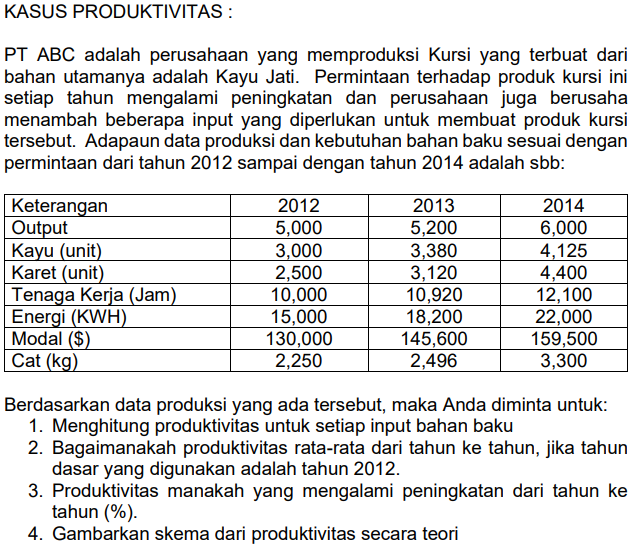 KASUS PRODUKTIVITAS :
PT ABC adalah perusahaan yang memproduksi Kursi yang terbuat dari
bahan utamanya adalah Kayu Jati. Permintaan terhadap produk kursi ini
setiap tahun mengalami peningkatan dan perusahaan juga berusaha
menambah beberapa input yang diperlukan untuk membuat produk kursi
tersebut. Adapaun data produksi dan kebutuhan bahan baku sesuai dengan
permintaan dari tahun 2012 sampai dengan tahun 2014 adalah sbb:
Keterangan 2012 2013 2014
Output 5,000 5,200 6,000
Kayu (unit) 3,000 3,380 4,125
Karet (unit) 2,500 3,120 4,400
Tenaga Kerja (Jam) 10,000 10,920 12,100
Energi (KWH) 15,000 18,200 22,000
Modal ($) 130,000 145,600 159,500
Cat (kg) 2,250 2,496 3,300
Berdasarkan data produksi yang ada tersebut, maka Anda diminta untuk:
1. Menghitung produktivitas untuk setiap input bahan baku
2. Bagaimanakah produktivitas rata-rata dari tahun ke tahun, jika tahun
dasar yang digunakan adalah tahun 2012.
3. Produktivitas manakah yang mengalami peningkatan dari tahun ke
tahun (%).
4. Gambarkan skema dari produktivitas secara teori